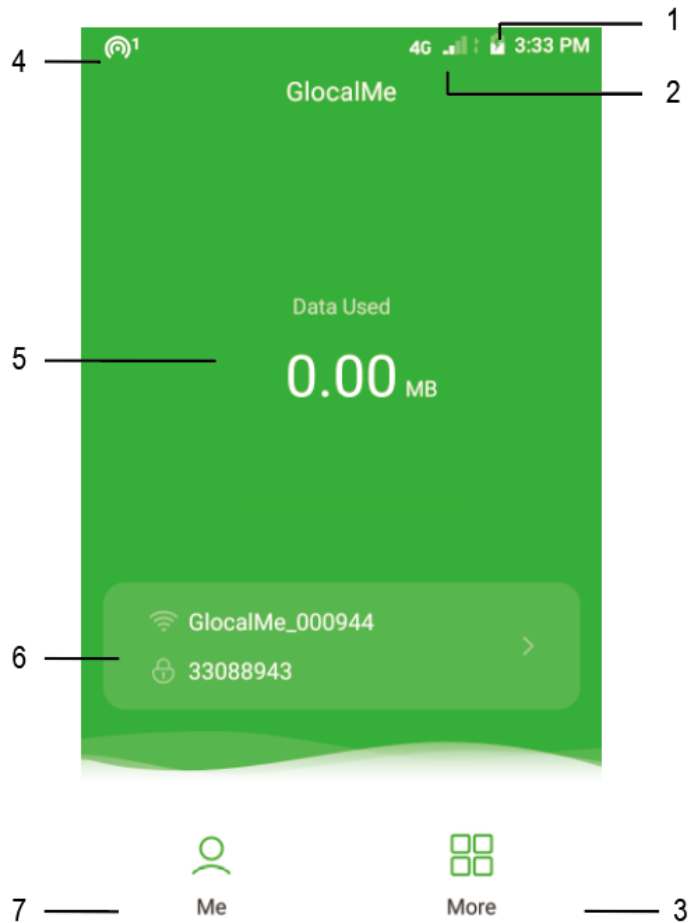 1
4 1 4G 3:33 PM
2
GlocalMe
Data Used
5
0.00 MB
GlocalMe_000944
6
33088943
7 Me More 3